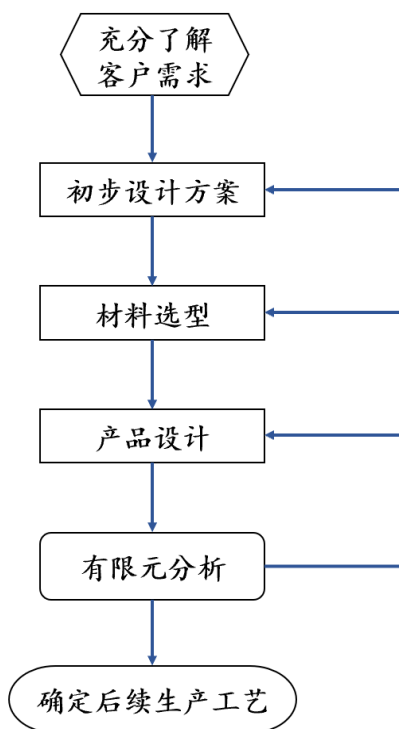 充分了解
客户需求
初步设计方案
材料选型
产品设计
有限元分析
确定后续生产工艺